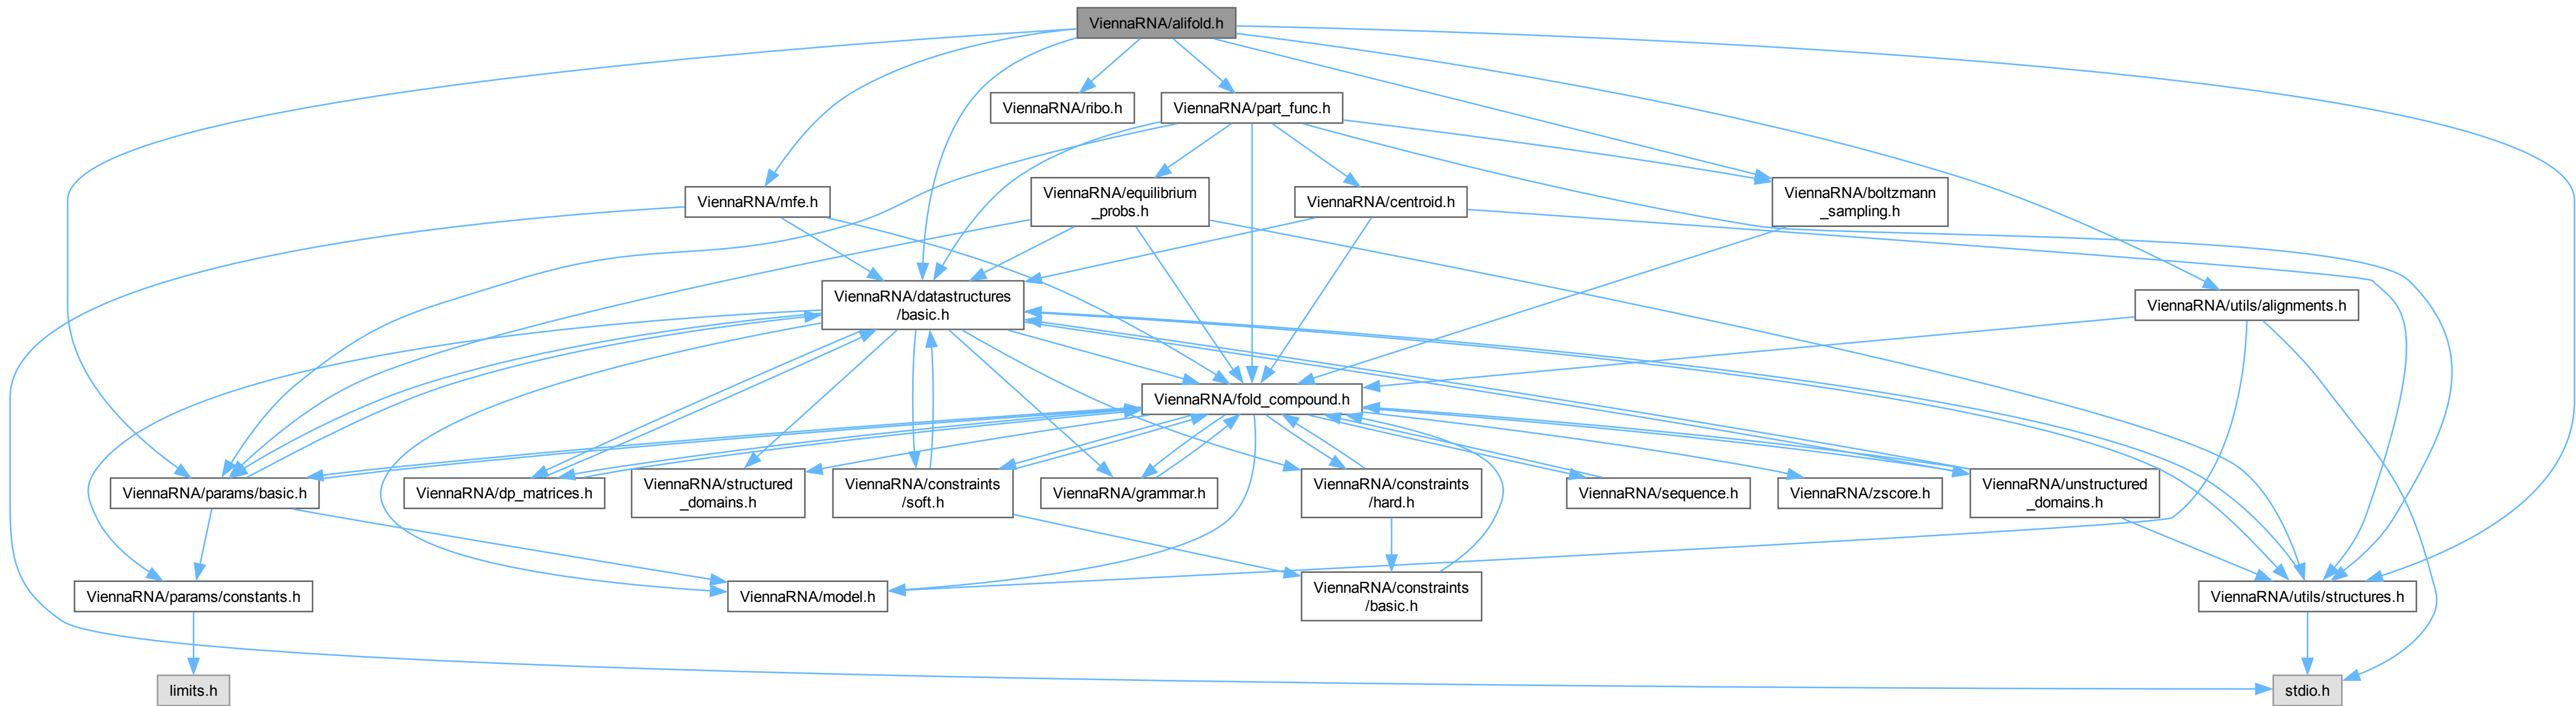 ViennaRNA/alifold.h
ViennaRNA/ribo.h
ViennaRNA/part_func.h
ViennaRNA/mfe.h
ViennaRNA/equilibrium
_probs.h
ViennaRNA/centroid.h
ViennaRNA/boltzmann
_sampling.h
ViennaRNA/datastructures
/basic.h
ViennaRNA/utils/alignments.h
ViennaRNA/fold_compound.h
ViennaRNA/params/basic.h
ViennaRNA/dp_matrices.h
ViennaRNA/structured
_domains.h
ViennaRNA/constraints
/soft.h
ViennaRNA/grammar.h
ViennaRNA/constraints
/hard.h
ViennaRNA/sequence.h
ViennaRNA/zscore.h
ViennaRNA/unstructured
_domains.h
ViennaRNA/params/constants.h
ViennaRNA/model.h
ViennaRNA/constraints
/basic.h
ViennaRNA/utils/structures.h
limits.h
stdio.h